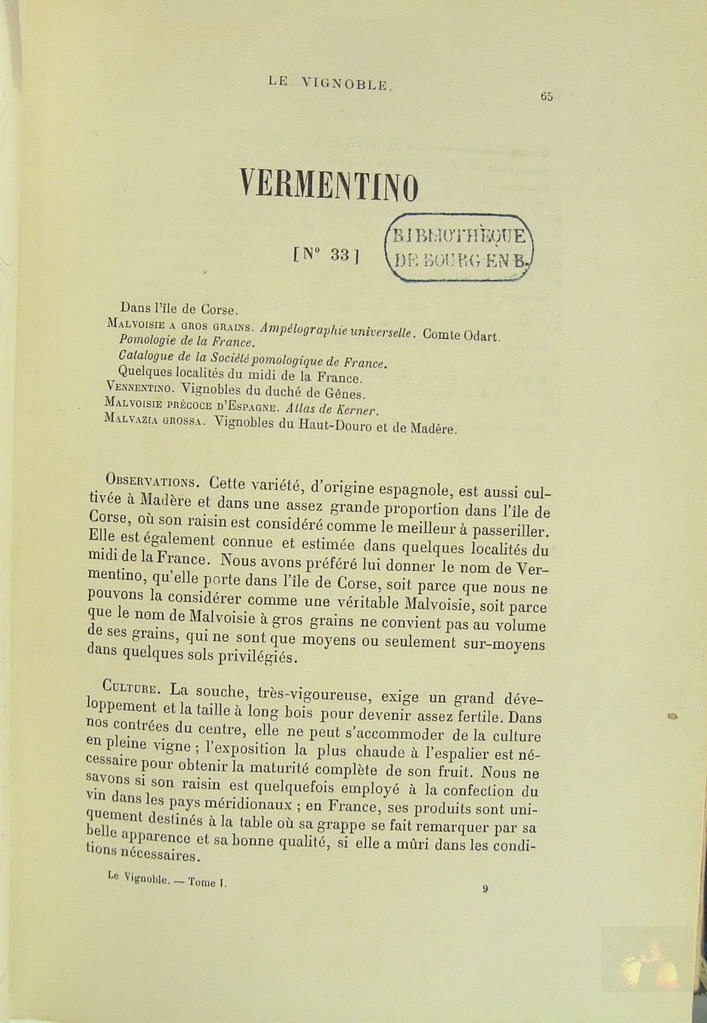 LE VIGNOBLE.
65
VERMENTINO
[N° 33]
BIBLIOTHÈQUE
DE BOURG-EN B.
Dans l'île de Corse.
MALVOISIE A GROS GRAINS. Ampélographie universelle. Comte Odart.
Pomologie de la France.
Catalogue de la Société pomologique de France.
Quelques localités du midi de la France.
VENNENTINO. Vignobles du duché de Gênes.
MALVOISIE PRÉCOCE D'ESPAGNE. Atlas de Kerner.
MALVAZIA GROSSA. Vignobles du Haut-Douro et de Madère.
OBSERVATIONS. Cette variété, d'origine espagnole, est aussi cul-
tivée à Madère et dans une assez grande proportion dans l'île de
Corse, où son raisin est considéré comme le meilleur à passeriller.
Elle est également connue et estimée dans quelques localités du
midi de la France. Nous avons préféré lui donner le nom de Ver-
mentino, qu'elle porte dans l'île de Corse, soit parce que nous ne
pouvons la considérer comme une véritable Malvoisie, soit parce
que le nom de Malvoisie à gros grains ne convient pas au volume
de ses grains, qui ne sont que moyens ou seulement sur-moyens
dans quelques sols privilégiés.
CULTURE. La souche, très-vigoureuse, exige un grand déve-
loppement et la taille à long bois pour devenir assez fertile. Dans
nos contrées du centre, elle ne peut s'accommoder de la culture
en pleine vigne ; l'exposition la plus chaude à l'espalier est né-
cessaire pour obtenir la maturité complète de son fruit. Nous ne
savons si son raisin est quelquefois employé à la confection du
vin dans les pays méridionaux ; en France, ses produits sont uni-
quement destinés à la table où sa grappe se fait remarquer par sa
belle apparence et sa bonne qualité, si elle a mûri dans les condi-
tions nécessaires.
Le Vignoble. — Tome I.
9